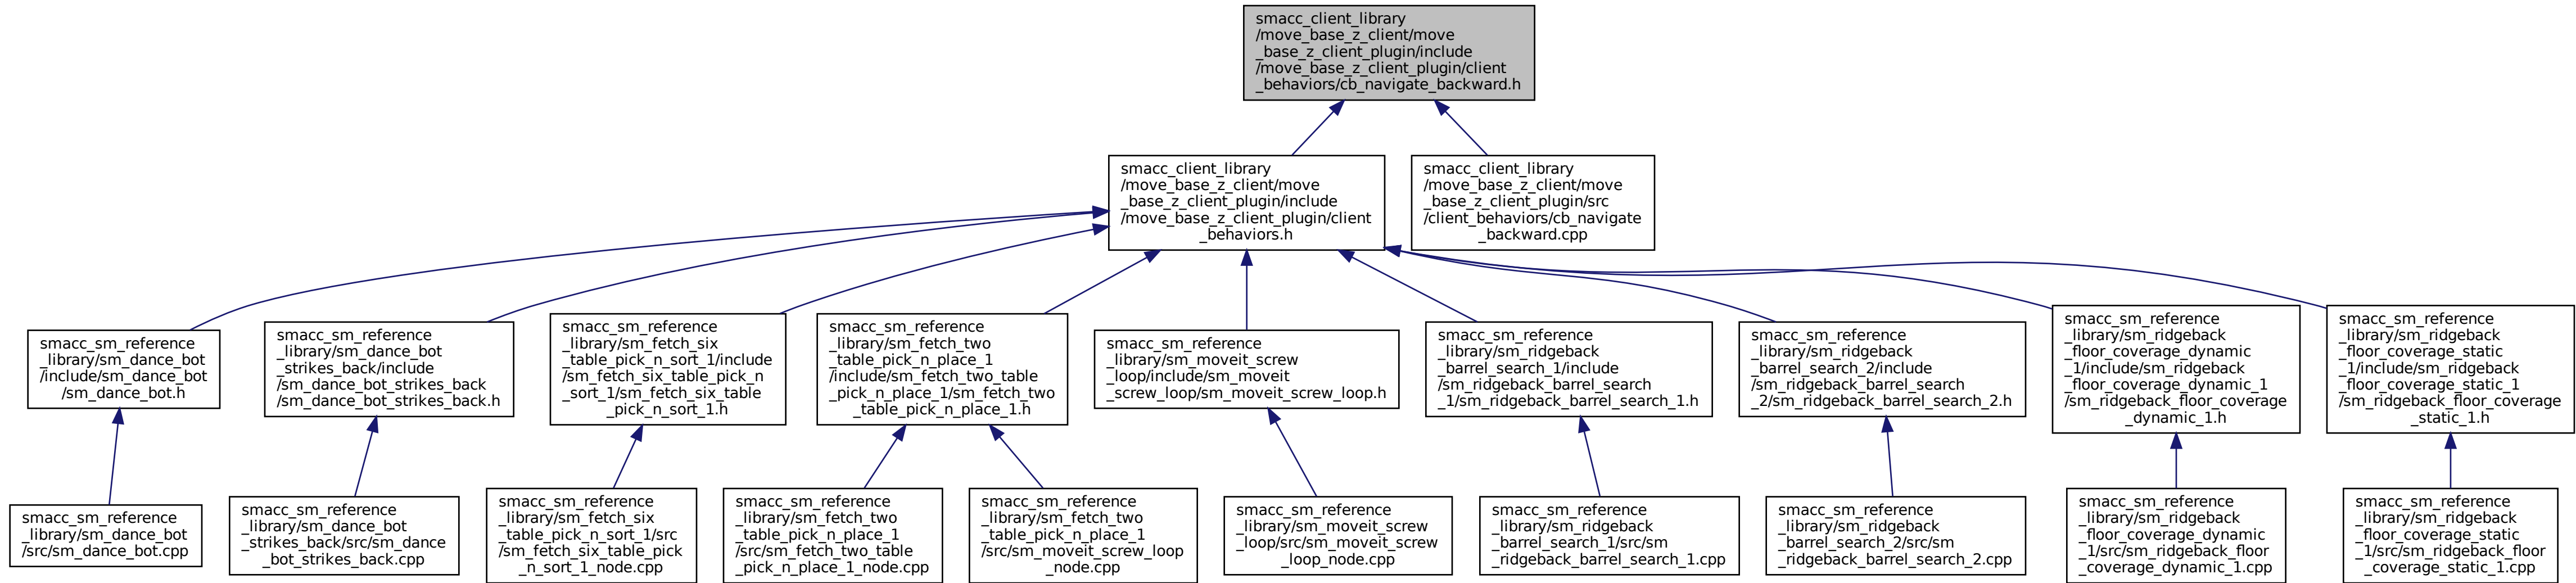 smacc_client_library
/move_base_z_client/move
_base_z_client_plugin/include
/move_base_z_client_plugin/client
_behaviors/cb_navigate_backward.h
smacc_client_library
/move_base_z_client/move
_base_z_client_plugin/include
/move_base_z_client_plugin/client
_behaviors.h
smacc_client_library
/move_base_z_client/move
_base_z_client_plugin/src
/client_behaviors/cb_navigate
_backward.cpp
smacc_sm_reference
_library/sm_dance_bot
/include/sm_dance_bot
/sm_dance_bot.h
smacc_sm_reference
_library/sm_dance_bot
_strikes_back/include
/sm_dance_bot_strikes_back
/sm_dance_bot_strikes_back.h
smacc_sm_reference
_library/sm_fetch_six
_table_pick_n_sort_1/include
/sm_fetch_six_table_pick_n
_sort_1/sm_fetch_six_table
_pick_n_sort_1.h
smacc_sm_reference
_library/sm_fetch_two
_table_pick_n_place_1
/include/sm_fetch_two_table
_pick_n_place_1/sm_fetch_two
_table_pick_n_place_1.h
smacc_sm_reference
_library/sm_moveit_screw
_loop/include/sm_moveit
_screw_loop/sm_moveit_screw_loop.h
smacc_sm_reference
_library/sm_ridgeback
_barrel_search_1/include
/sm_ridgeback_barrel_search
_1/sm_ridgeback_barrel_search_1.h
smacc_sm_reference
_library/sm_ridgeback
_barrel_search_2/include
/sm_ridgeback_barrel_search
_2/sm_ridgeback_barrel_search_2.h
smacc_sm_reference
_library/sm_ridgeback
_floor_coverage_dynamic
_1/include/sm_ridgeback
_floor_coverage_dynamic_1
/sm_ridgeback_floor_coverage
_dynamic_1.h
smacc_sm_reference
_library/sm_ridgeback
_floor_coverage_static
_1/include/sm_ridgeback
_floor_coverage_static_1
/sm_ridgeback_floor_coverage
_static_1.h
smacc_sm_reference
_library/sm_dance_bot
/src/sm_dance_bot.cpp
smacc_sm_reference
_library/sm_dance_bot
_strikes_back/src/sm_dance
_bot_strikes_back.cpp
smacc_sm_reference
_library/sm_fetch_six
_table_pick_n_sort_1/src
/sm_fetch_six_table_pick
_n_sort_1_node.cpp
smacc_sm_reference
_library/sm_fetch_two
_table_pick_n_place_1
/src/sm_fetch_two_table
_pick_n_place_1_node.cpp
smacc_sm_reference
_library/sm_fetch_two
_table_pick_n_place_1
/src/sm_moveit_screw_loop
_node.cpp
smacc_sm_reference
_library/sm_moveit_screw
_loop/src/sm_moveit_screw
_loop_node.cpp
smacc_sm_reference
_library/sm_ridgeback
_barrel_search_1/src/sm
_ridgeback_barrel_search_1.cpp
smacc_sm_reference
_library/sm_ridgeback
_barrel_search_2/src/sm
_ridgeback_barrel_search_2.cpp
smacc_sm_reference
_library/sm_ridgeback
_floor_coverage_dynamic
_1/src/sm_ridgeback_floor
_coverage_dynamic_1.cpp
smacc_sm_reference
_library/sm_ridgeback
_floor_coverage_static
_1/src/sm_ridgeback_floor
_coverage_static_1.cpp